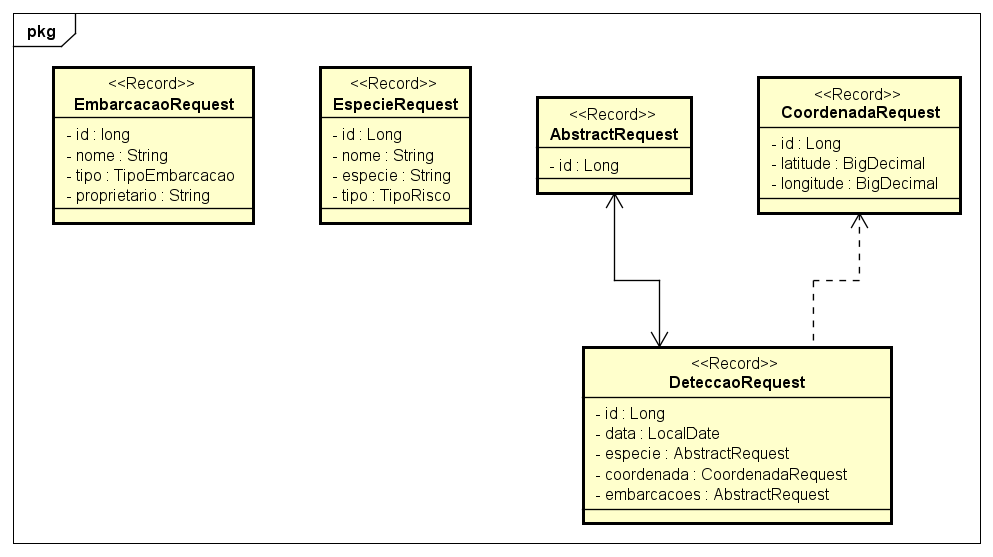 pkg
<<Record>>
EmbarcacaoRequest
- id : long
- nome : String
- tipo : TipoEmbarcacao
- proprietario : String
<<Record>>
EspecieRequest
- id : Long
- nome : String
- especie : String
- tipo : TipoRisco
<<Record>>
AbstractRequest
- id : Long
<<Record>>
CoordenadaRequest
- id : Long
- latitude : BigDecimal
- longitude : BigDecimal
<<Record>>
DeteccaoRequest
- id : Long
- data : LocalDate
- especie : AbstractRequest
- coordenada : CoordenadaRequest
- embarcacoes : AbstractRequest